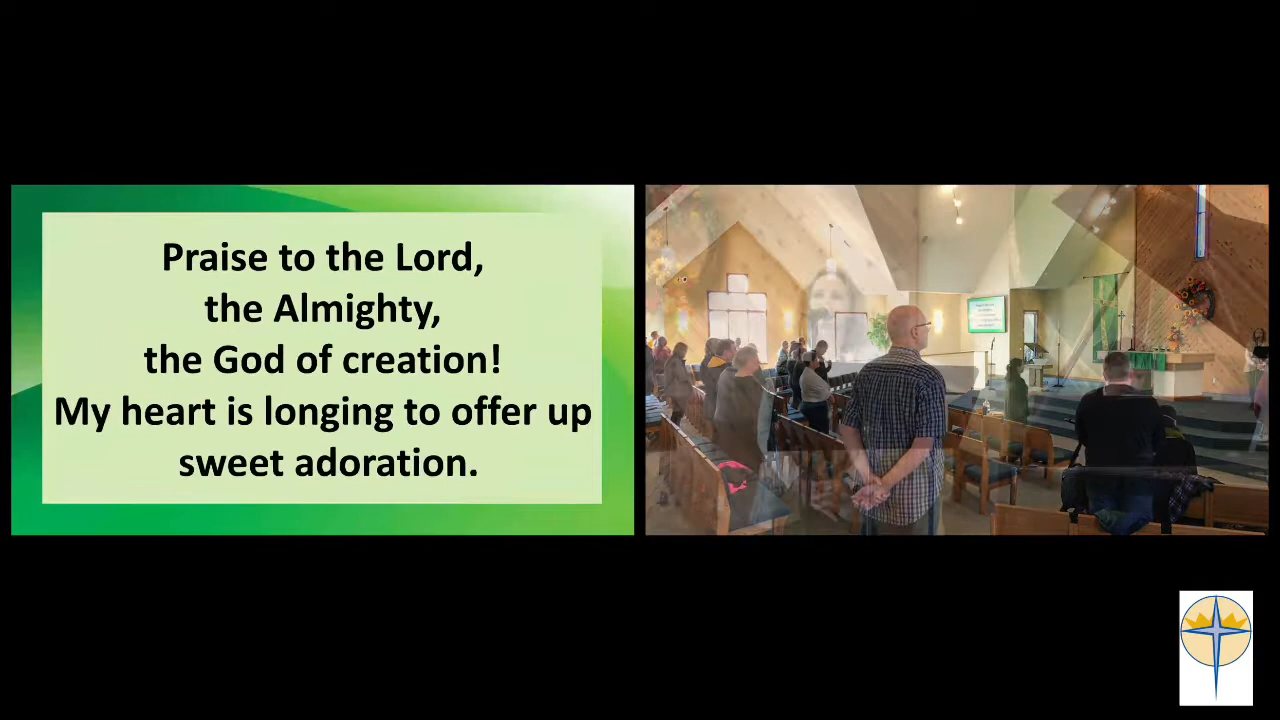 Praise to the Lord,
the Almighty,
the God of creation!
My heart is longing to offer up
sweet adoration.